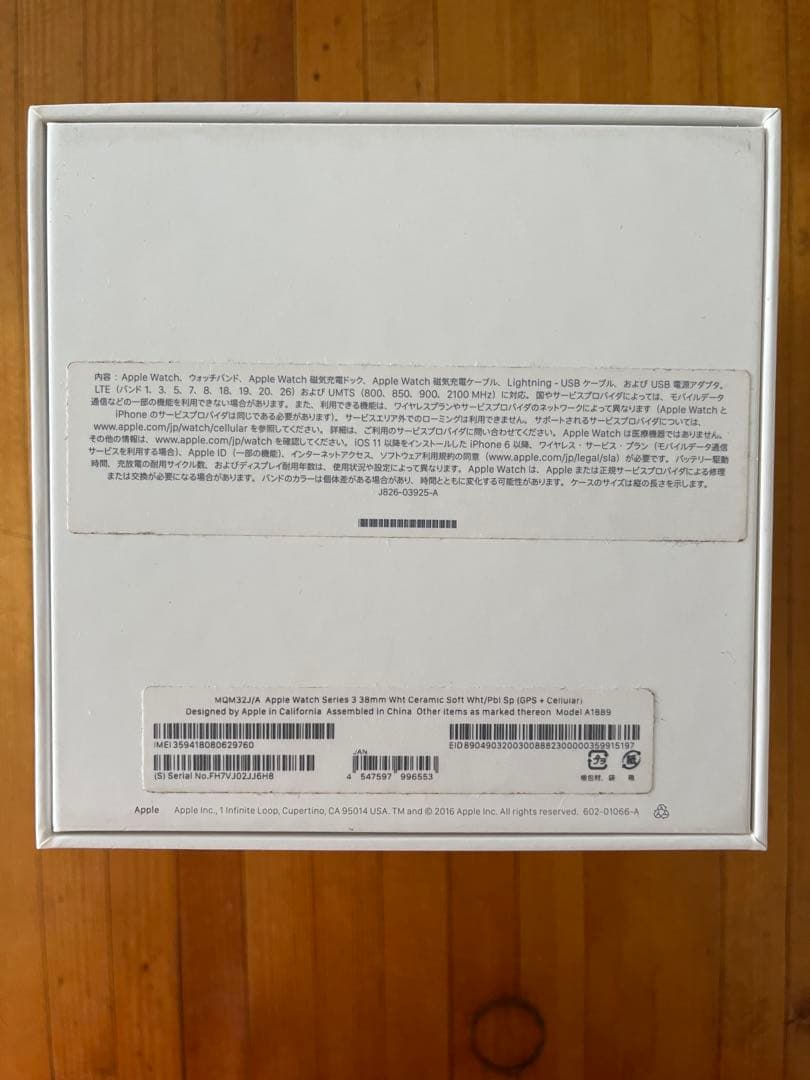 内容：Apple Watch、ウォッチバンド、Apple Watch 磁気充電ドック、Apple Watch 磁気充電ケーブル、Lightning - USB ケーブル、および USB 電源アダプタ。
LTE（バンド 1、3、5、7、8、18、19、20、26）および UMTS（800、850、900、2100 MHz）に対応。国やサービスプロバイダによっては、モバイルデータ
通信などの一部の機能を利用できない場合があります。また、利用できる機能は、ワイヤレスプランやサービスプロバイダのネットワークによって異なります（Apple Watch と
iPhone のサービスプロバイダは同じである必要があります）。サービスエリア外でのローミングは利用できません。サポートされるサービスプロバイダについては、
www.apple.com/jp/watch/cellular を参照してください。詳細は、ご利用のサービスプロバイダに問い合わせてください。Apple Watch は医療機器ではありません。
その他の情報は、www.apple.com/jp/watch を確認してください。iOS 11 以降をインストールした iPhone 6 以降、ワイヤレス・サービス・プラン（モバイルデータ通信
サービスを利用する場合）、Apple ID（一部の機能）、インターネットアクセス、ソフトウェア利用規約の同意（www.apple.com/jp/legal/sla）が必要です。バッテリー駆動
時間、充放電の耐用サイクル数、およびディスプレイ耐用年数は、使用状況や設定によって異なります。Apple Watch は、Apple または正規サービスプロバイダによる修理
または交換が必要になる場合があります。バンドのカラーは個体差がある場合があり、時間とともに変化する可能性があります。ケースのサイズは縦の長さを示します。
J826-03925-A
MQM32J/A Apple Watch Series 3 38mm Wht Ceramic Soft Wht/Pbl Sp (GPS + Cellular)
Designed by Apple in California Assembled in China Other items as marked thereon Model A1889
IMEI 359418080629760
EID 89049032003008882300000359915197
JAN
(S) Serial No.FH7VJ02JJ6H8
4 547597 996553
プラ
紙
梱包材、袋 箱
Apple Apple Inc., 1 Infinite Loop, Cupertino, CA 95014 USA. TM and © 2016 Apple Inc. All rights reserved. 602-01066-A